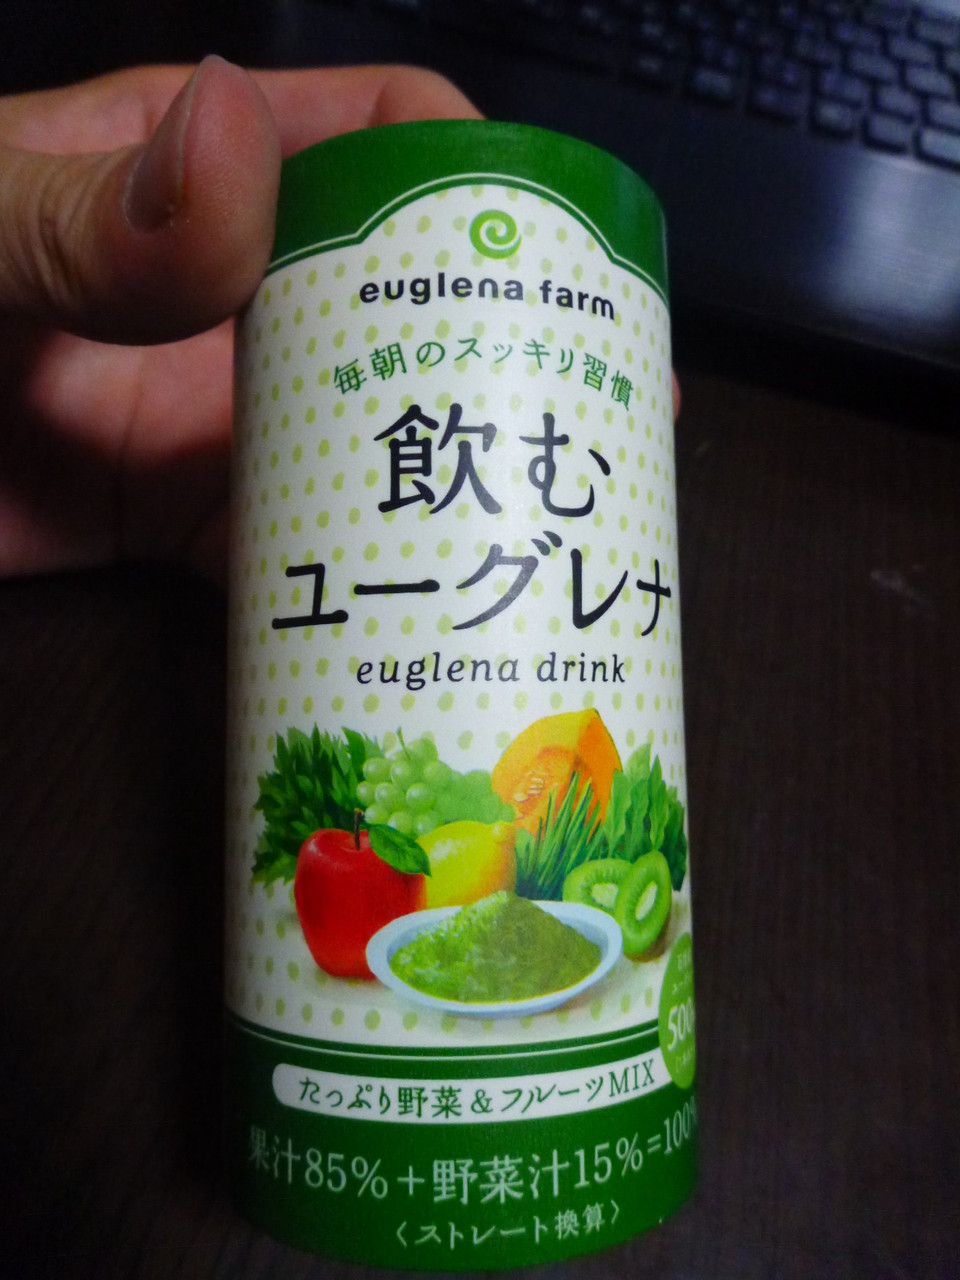 euglena farm
毎朝のスッキリ習慣
飲む
ユーグレナ
euglena drink
500
たっぷり野菜&フルーツMIX
果汁85%+野菜汁15%=100%
〈ストレート換算〉